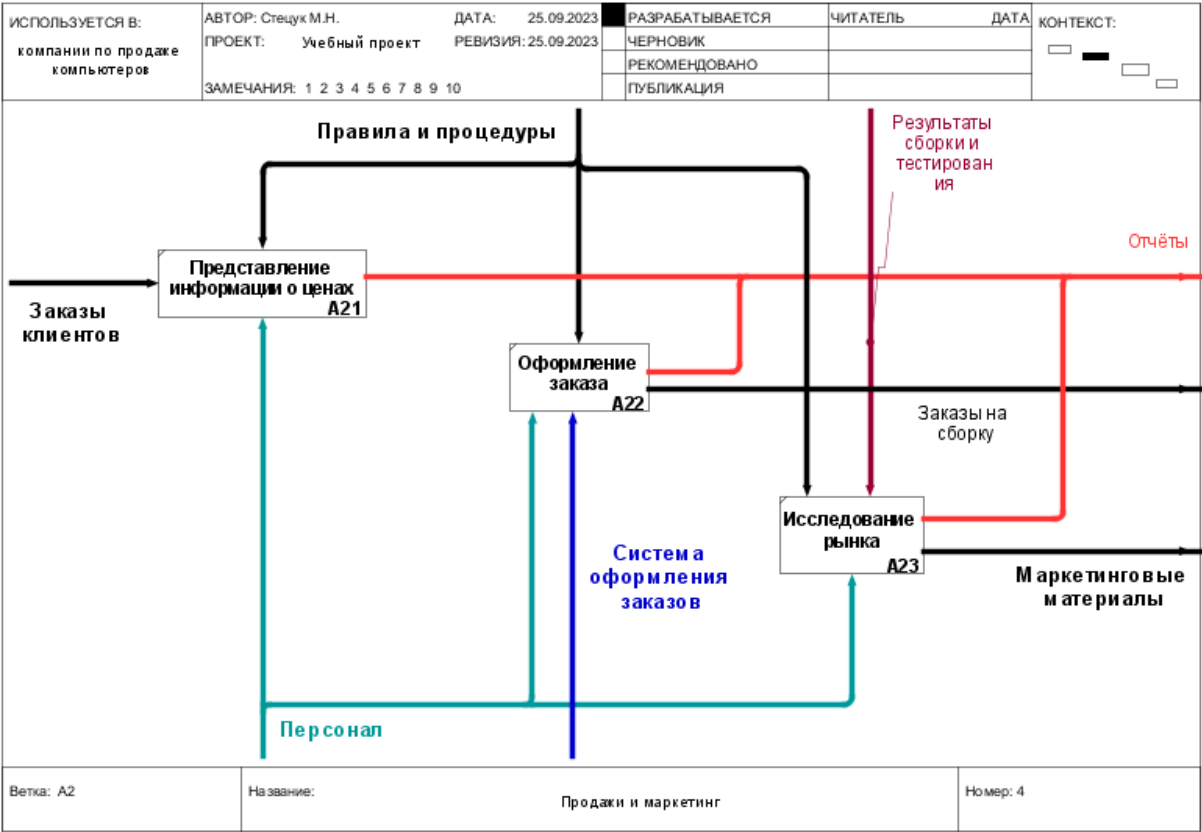 ИСПОЛЬЗУЕТСЯ В:
компании по продаже
компьютеров
АВТОР: Стецук М.Н.
ДАТА: 25.09.2023
ПРОЕКТ: Учебный проект
РЕВИЗИЯ: 25.09.2023
ЗАМЕЧАНИЯ: 1 2 3 4 5 6 7 8 9 10
РАЗРАБАТЫВАЕТСЯ
ЧЕРНОВИК
РЕКОМЕНДОВАНО
ПУБЛИКАЦИЯ
ЧИТАТЕЛЬ
ДАТА
КОНТЕКСТ:
Правила и процедуры
Результаты
сборки и
тестирован
ия
Отчёты
Представление
информации о ценах
A21
Заказы
клиентов
Оформление
заказа
A22
Заказы на
сборку
Исследование
рынка
A23
Система
оформления
заказов
Маркетинговые
материалы
Персонал
Ветка: A2
Название:
Продажи и маркетинг
Номер: 4